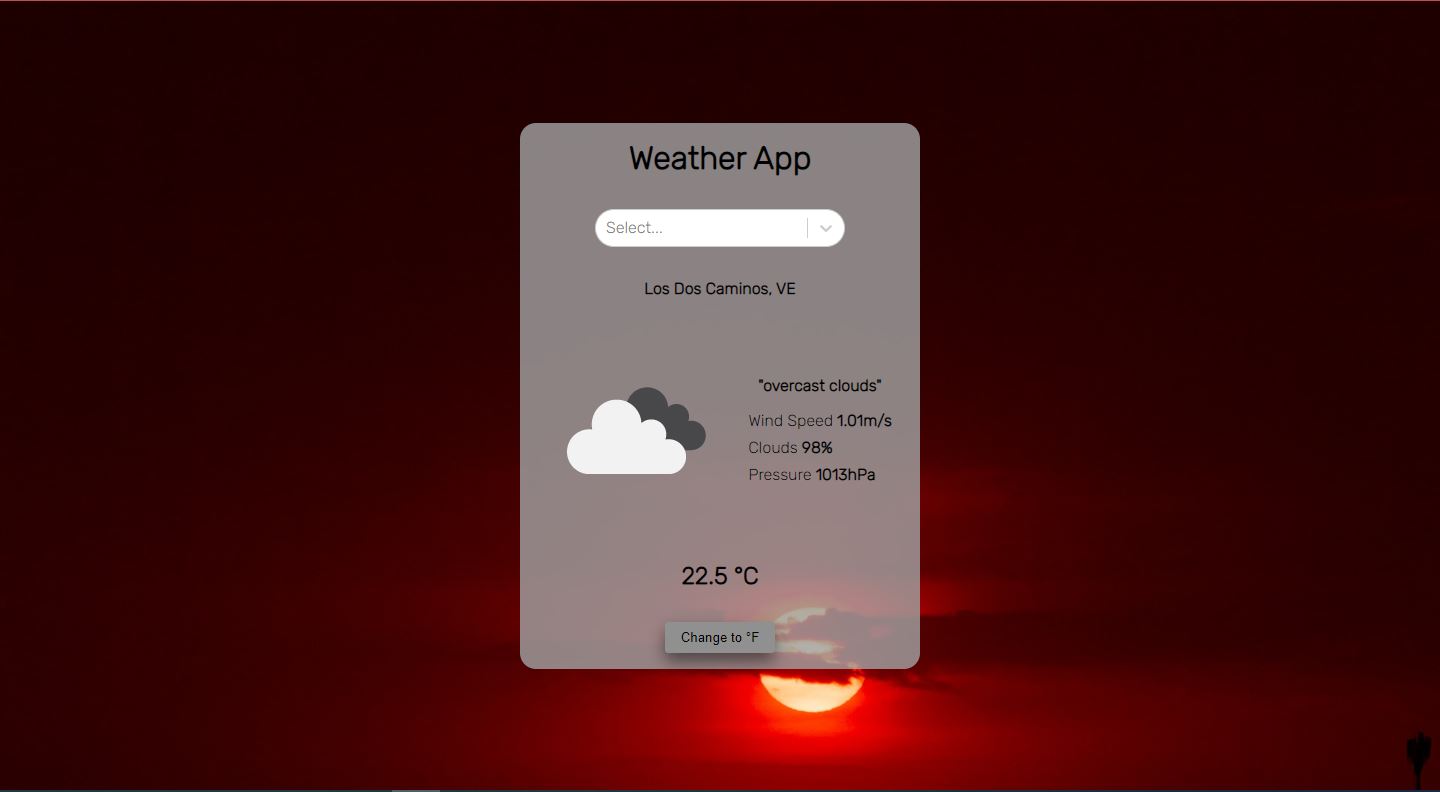 Weather App
Select...
Los Dos Caminos, VE
"overcast clouds"
Wind Speed 1.01m/s
Clouds 98%
Pressure 1013hPa
22.5 °C
Change to °F